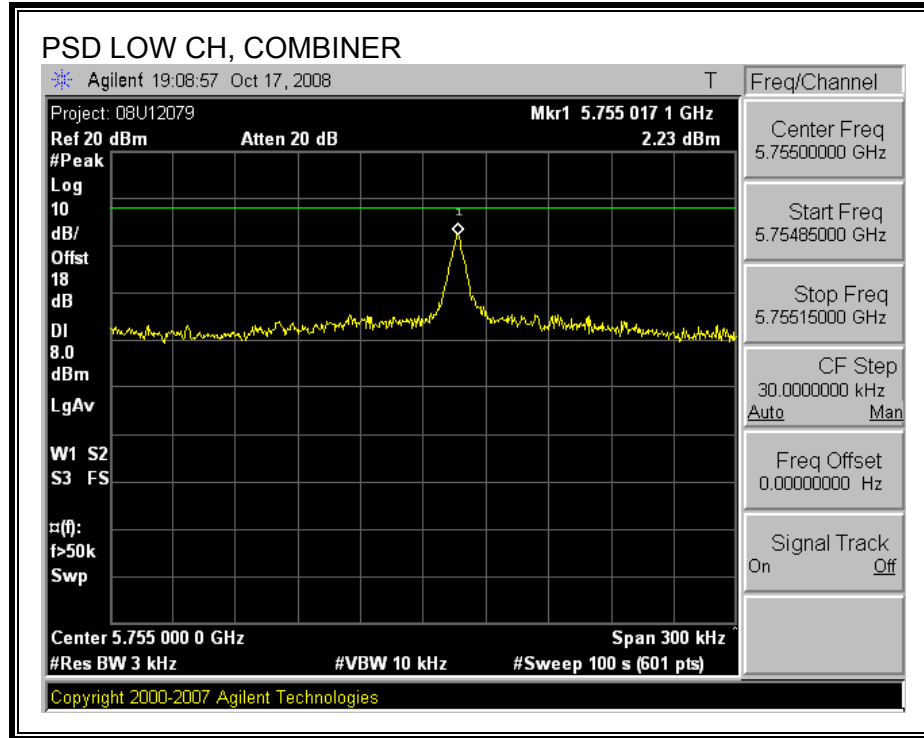 PSD LOW CH, COMBINER
Agilent 19:08:57 Oct 17, 2008 T
Freq/Channel
Project: 08U12079 Mkr1 5.755 017 1 GHz
Ref 20 dBm Atten 20 dB 2.23 dBm
#Peak
Log
10
dB/
Offst
18
dB
DI
8.0
dBm
LgAv
W1 S2
S3 FS
¤(f):
f>50k
Swp
1
Center 5.755 000 0 GHz Span 300 kHz
#Res BW 3 kHz #VBW 10 kHz #Sweep 100 s (601 pts)
Center Freq
5.75500000 GHz
Start Freq
5.75485000 GHz
Stop Freq
5.75515000 GHz
CF Step
30.0000000 kHz
Auto Man
Freq Offset
0.00000000 Hz
Signal Track
On Off
Copyright 2000-2007 Agilent Technologies